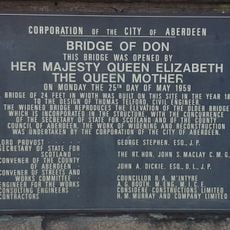 CORPORATION OF THE CITY OF ABERDEEN
BRIDGE OF DON
THIS BRIDGE WAS OPENED BY
HER MAJESTY QUEEN ELIZABETH
THE QUEEN MOTHER
ON MONDAY THE 25TH DAY OF MAY 1959
BRIDGE OF 24 FEET IN WIDTH WAS BUILT ON THIS SITE IN THE YEAR 18
TO THE DESIGN OF THOMAS TELFORD, CIVIL ENGINEER
THE WIDENED BRIDGE REPRODUCES THE ELEVATION OF THE OLDER BRIDGE
WHICH IS INCORPORATED IN THE STRUCTURE WITH THE CONCURRENCE
OF THE SECRETARY OF STATE FOR SCOTLAND AND OF THE COUNTY
COUNCIL OF ABERDEEN. THE WORK OF WIDENING AND RECONSTRUCTION
WAS UNDERTAKEN BY THE CORPORATION OF THE CITY OF ABERDEEN.
LORD PROVOST GEORGE STEPHEN, ESQ., J.P.
SECRETARY OF STATE FOR SCOTLAND THE RT. HON. JOHN S. MACLAY C.M.G.
CONVENER OF THE COUNTY OF ABERDEEN JOHN A. DICKIE, ESQ., D.L., J.P.
CONVENER OF STREETS AND WORKS COMMITTEE COUNCILLOR R. A. M'INTYRE
ENGINEER FOR THE WORKS A. G. BOOTH, M.ENG., M.I.C.E.
CONSULTING ENGINEERS CONSIDERE CONSTRUCTIONS LIMITED
CONTRACTORS H. M. MURRAY AND COMPANY LIMITED